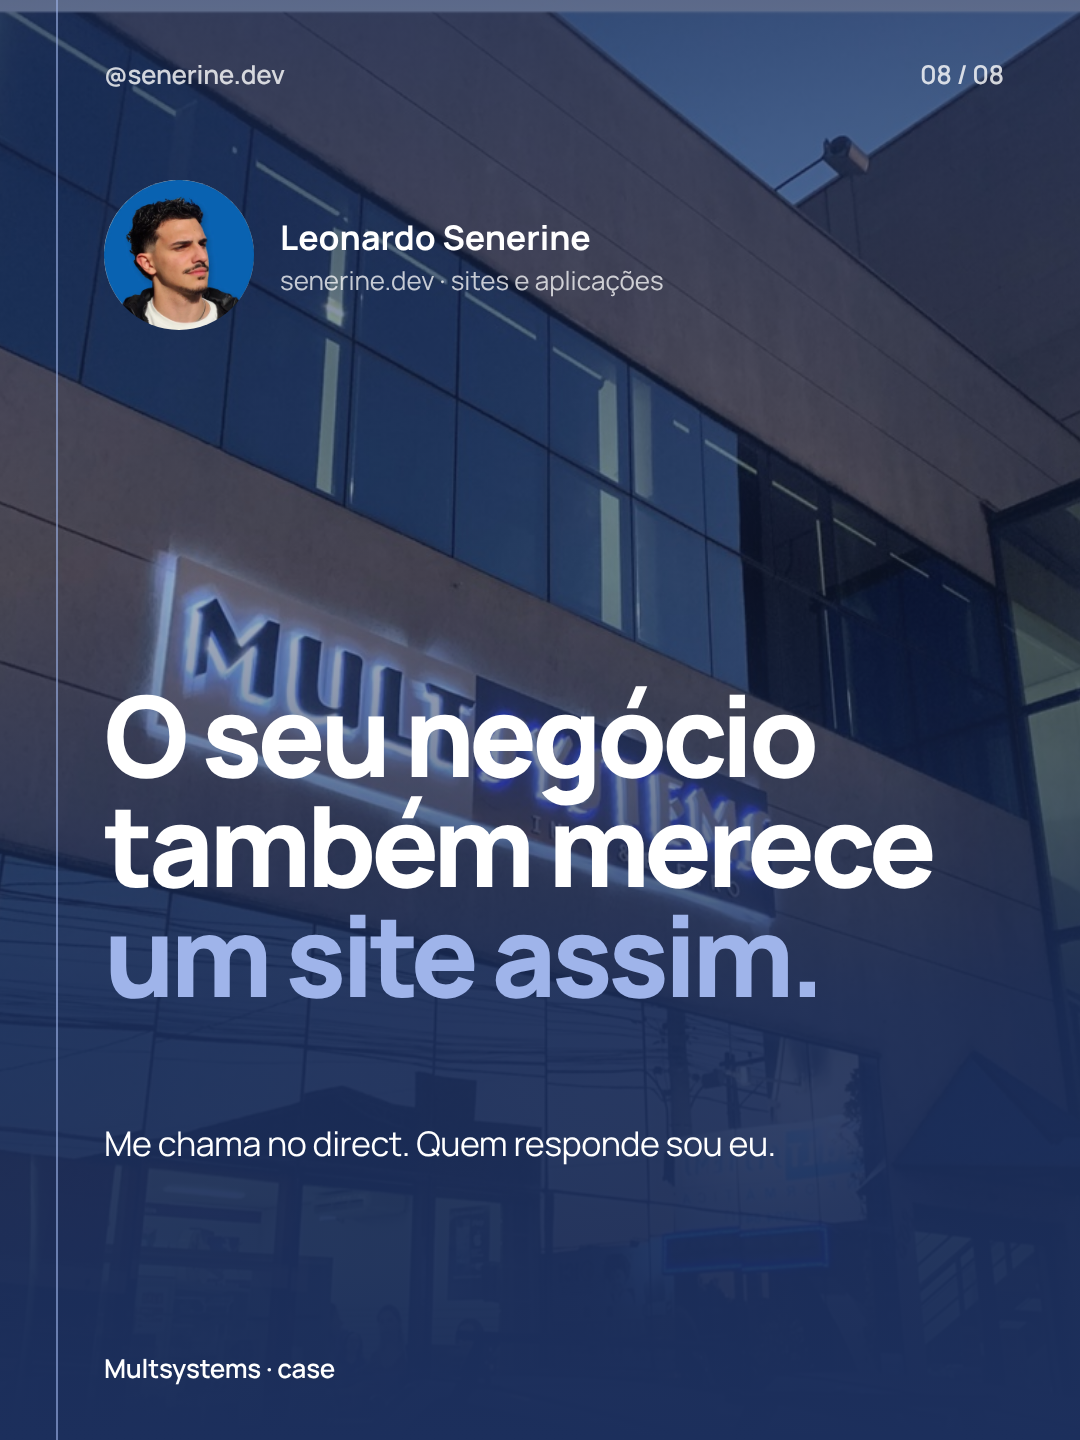 @senerine.dev
08 / 08
Leonardo Senerine
senerine.dev · sites e aplicações
MULTSYSTEMS
O seu negócio
também merece
um site assim.
Me chama no direct. Quem responde sou eu.
Multsystems · case